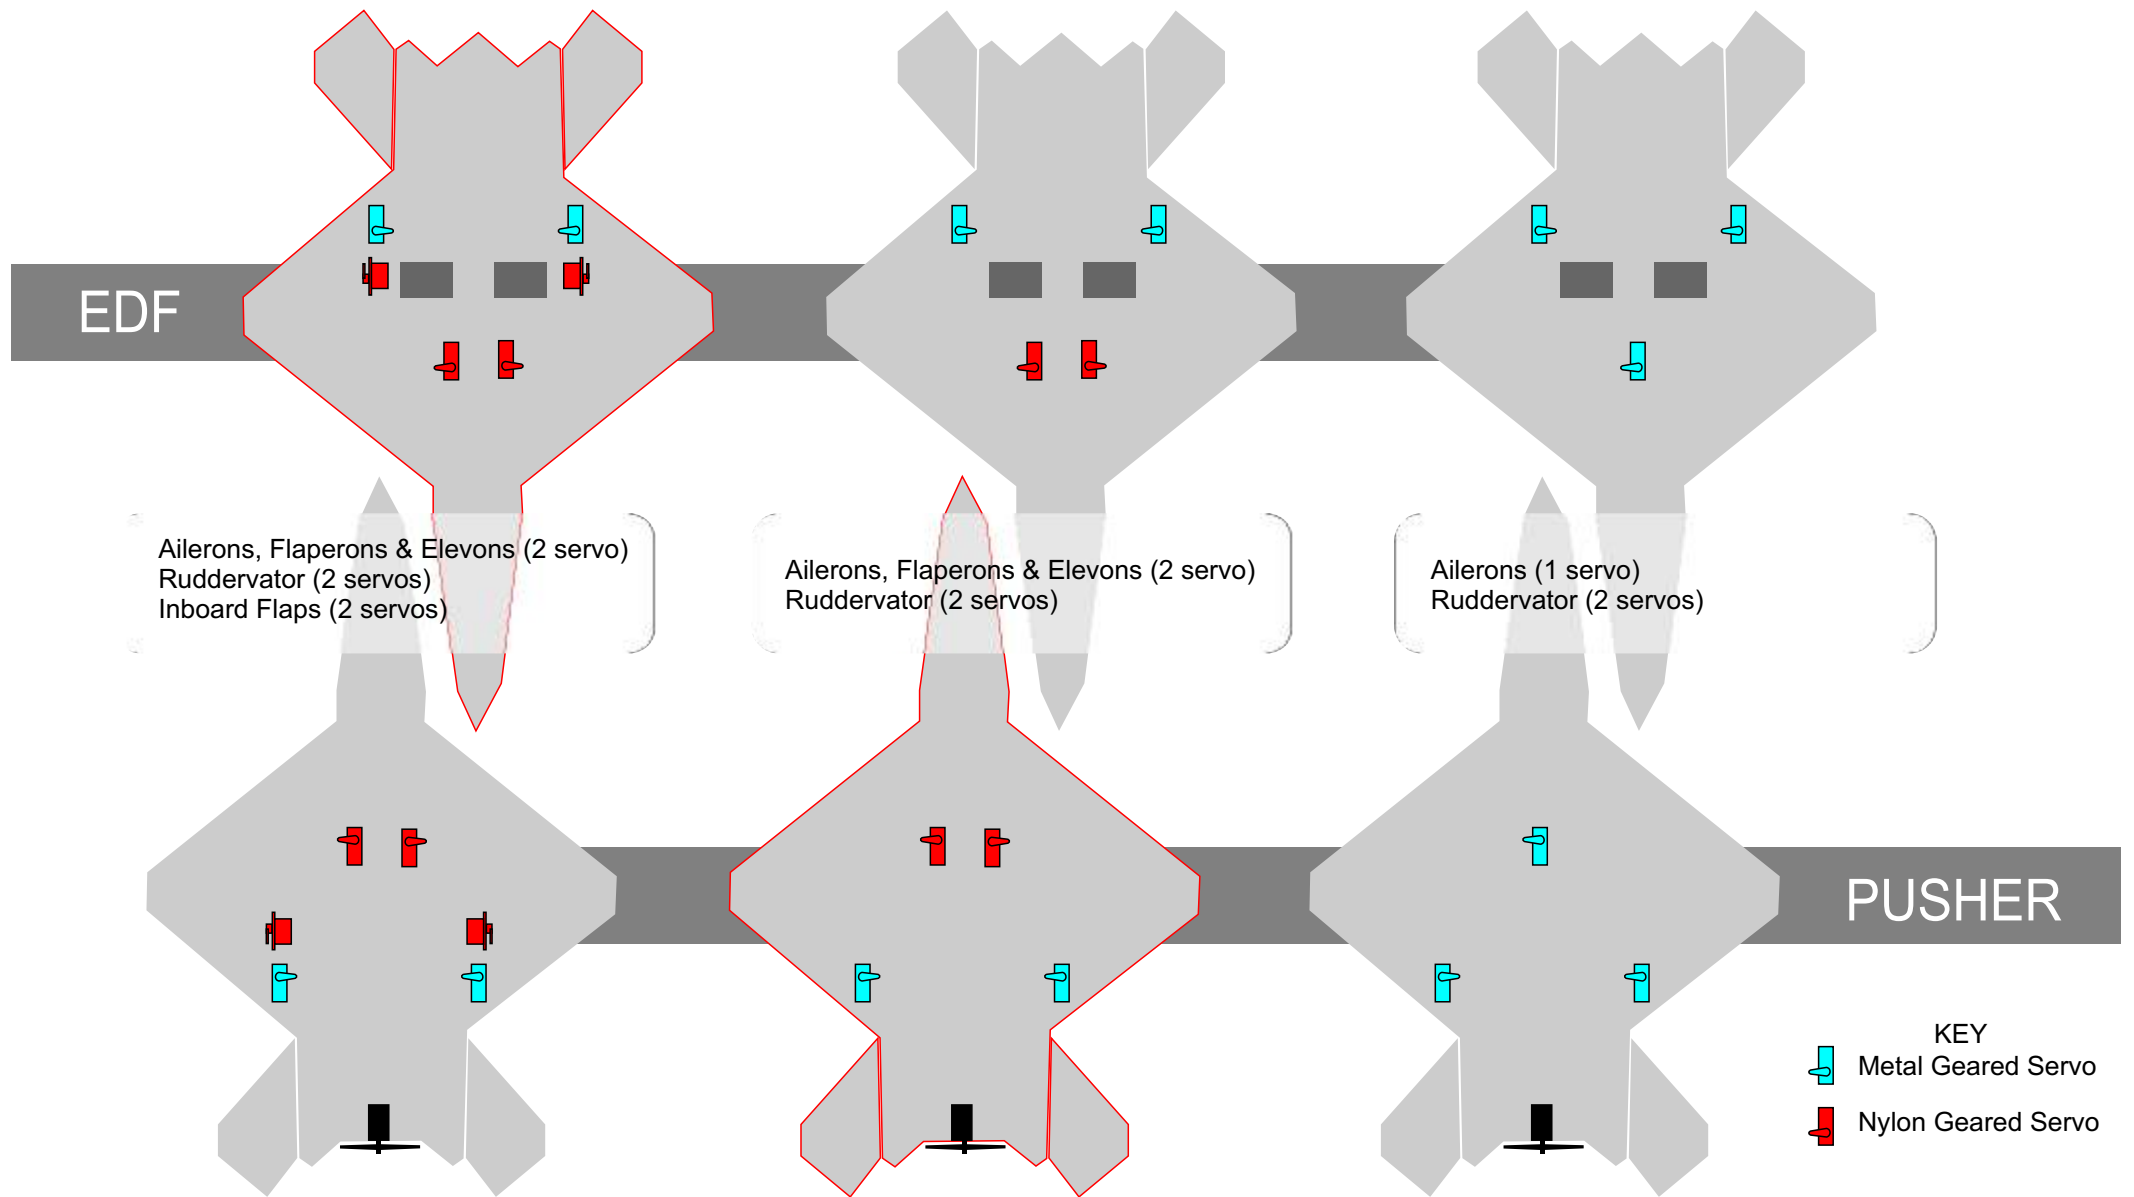 EDF
Ailerons, Flaperons & Elevons (2 servo)
Ruddervator (2 servos)
Inboard Flaps (2 servos)
Ailerons, Flaperons & Elevons (2 servo)
Ruddervator (2 servos)
Ailerons (1 servo)
Ruddervator (2 servos)
PUSHER
KEY
Metal Geared Servo
Nylon Geared Servo